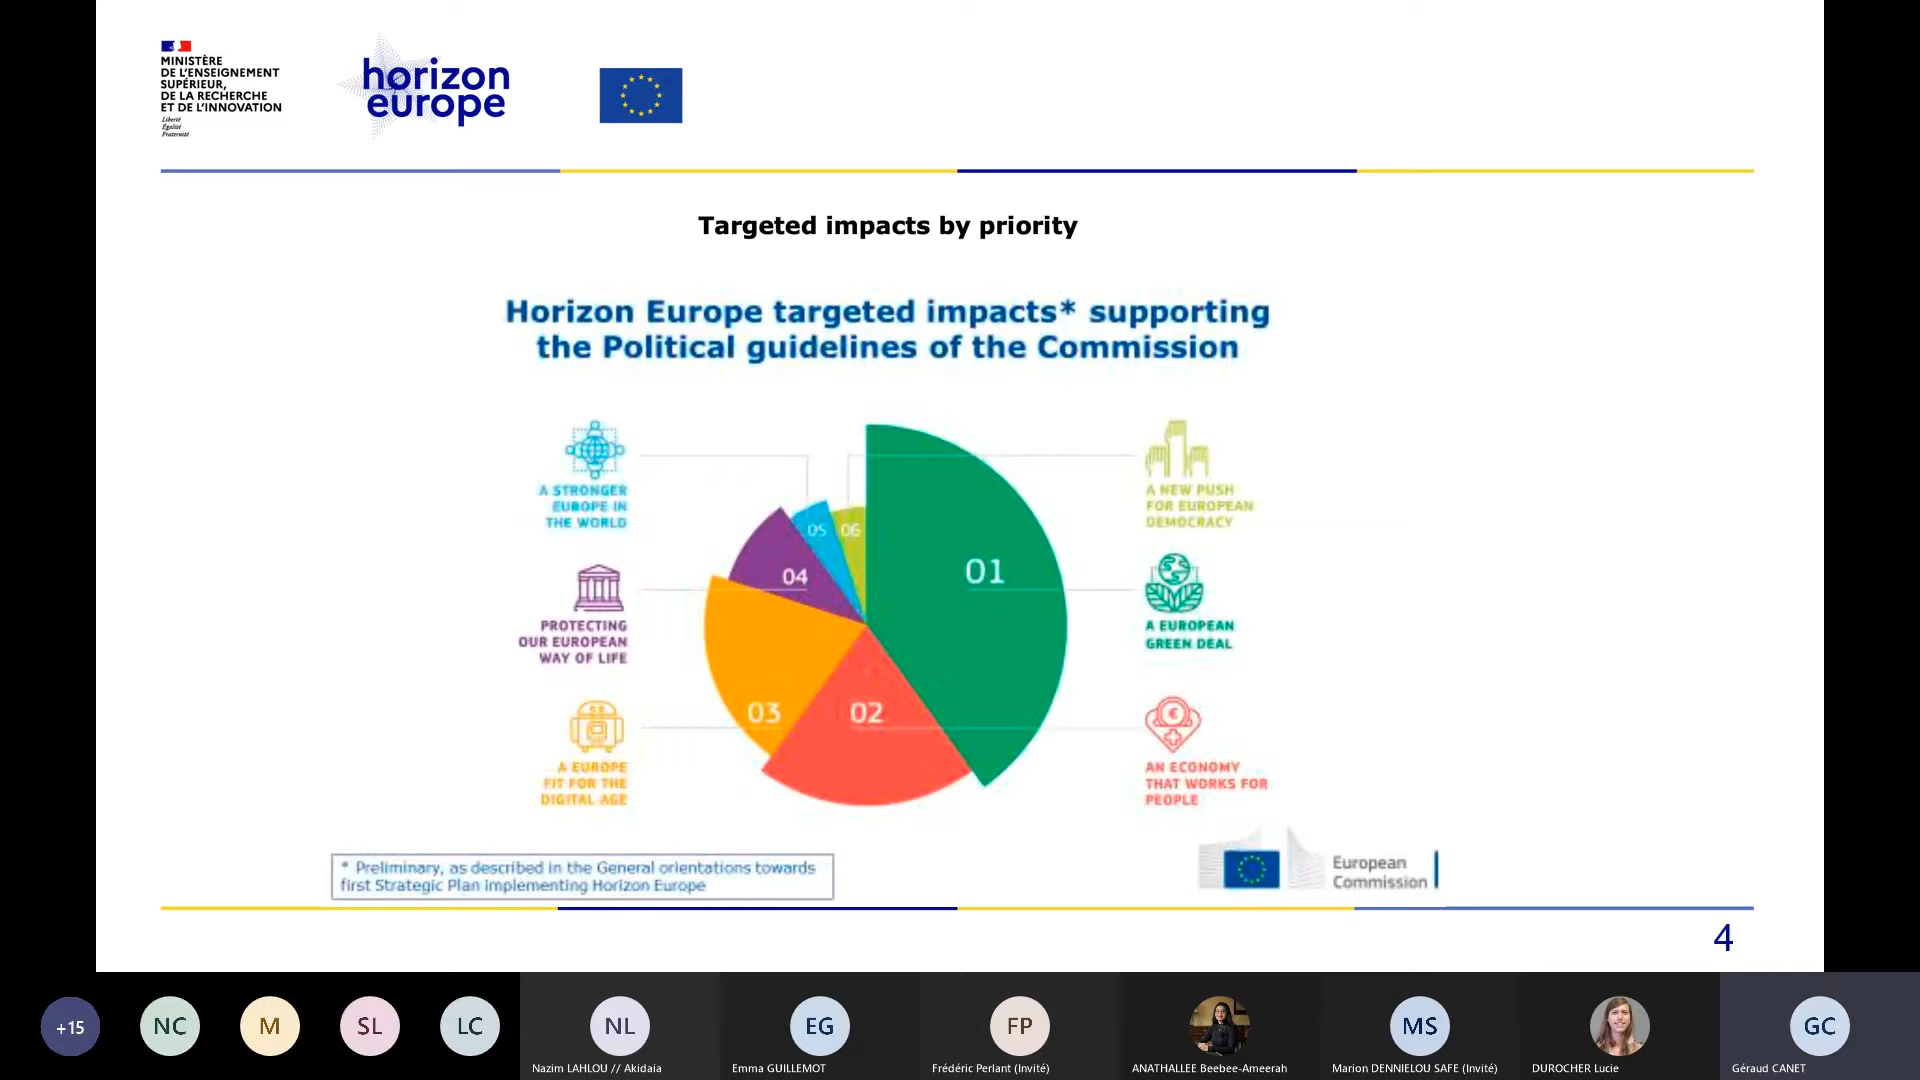 MINISTÈRE
DE L'ENSEIGNEMENT
SUPÉRIEUR,
DE LA RECHERCHE
ET DE L'INNOVATION
Liberté
Égalité
Fraternité
horizon
europe
Targeted impacts by priority
Horizon Europe targeted impacts* supporting
the Political guidelines of the Commission
A STRONGER
EUROPE IN
THE WORLD
A NEW PUSH
FOR EUROPEAN
DEMOCRACY
05
06
01
04
PROTECTING
OUR EUROPEAN
WAY OF LIFE
A EUROPEAN
GREEN DEAL
03
02
A EUROPE
FIT FOR THE
DIGITAL AGE
AN ECONOMY
THAT WORKS FOR
PEOPLE
* Preliminary, as described in the General orientations towards
first Strategic Plan implementing Horizon Europe
European
Commission
4
+15
NC
M
SL
LC
NL
EG
FP
MS
GC
Nazim LAHLOU // Akidaia
Emma GUILLEMOT
Frédéric Perlant (Invité)
ANATHALLEE Beebee-Ameerah
Marion DENNIELOU SAFE (Invité)
DUROCHER Lucie
Géraud CANET